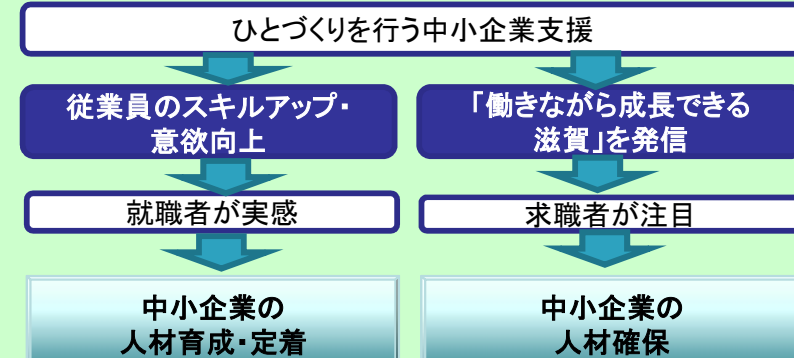 ひとづくりを行う中小企業支援
従業員のスキルアップ・
意欲向上
「働きながら成長できる
滋賀」を発信
就職者が実感
求職者が注目
中小企業の
人材育成・定着
中小企業の
人材確保